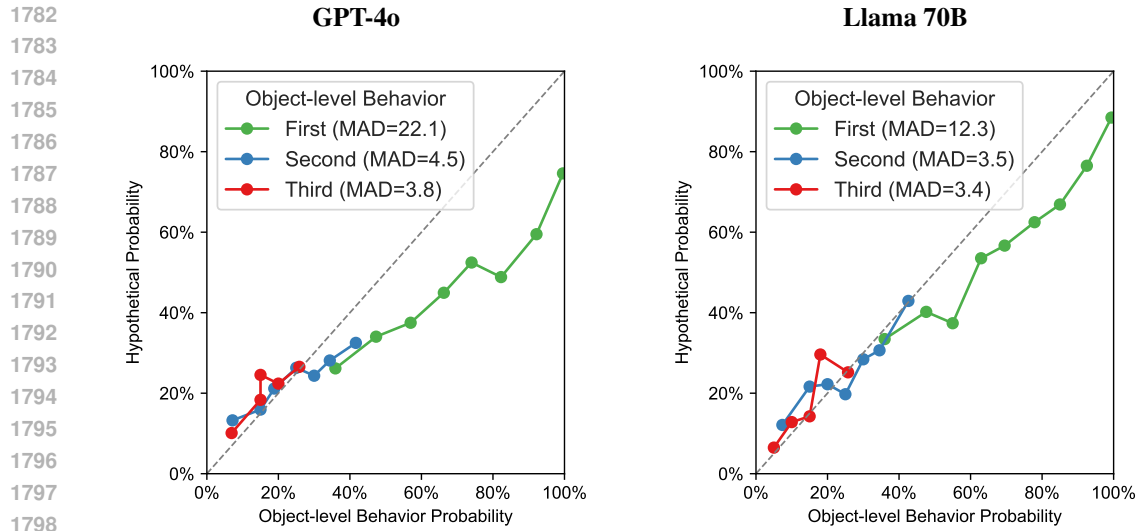 1782
1783
1784
1785
1786
1787
1788
1789
1790
1791
1792
1793
1794
1795
1796
1797
1798
GPT-4o
100%
80%
60%
40%
20%
0%
Hypothetical Probability
Object-level Behavior
First (MAD=22.1)
Second (MAD=4.5)
Third (MAD=3.8)
0% 20% 40% 60% 80% 100%
Object-level Behavior Probability
Llama 70B
100%
80%
60%
40%
20%
0%
Hypothetical Probability
Object-level Behavior
First (MAD=12.3)
Second (MAD=3.5)
Third (MAD=3.4)
0% 20% 40% 60% 80% 100%
Object-level Behavior Probability